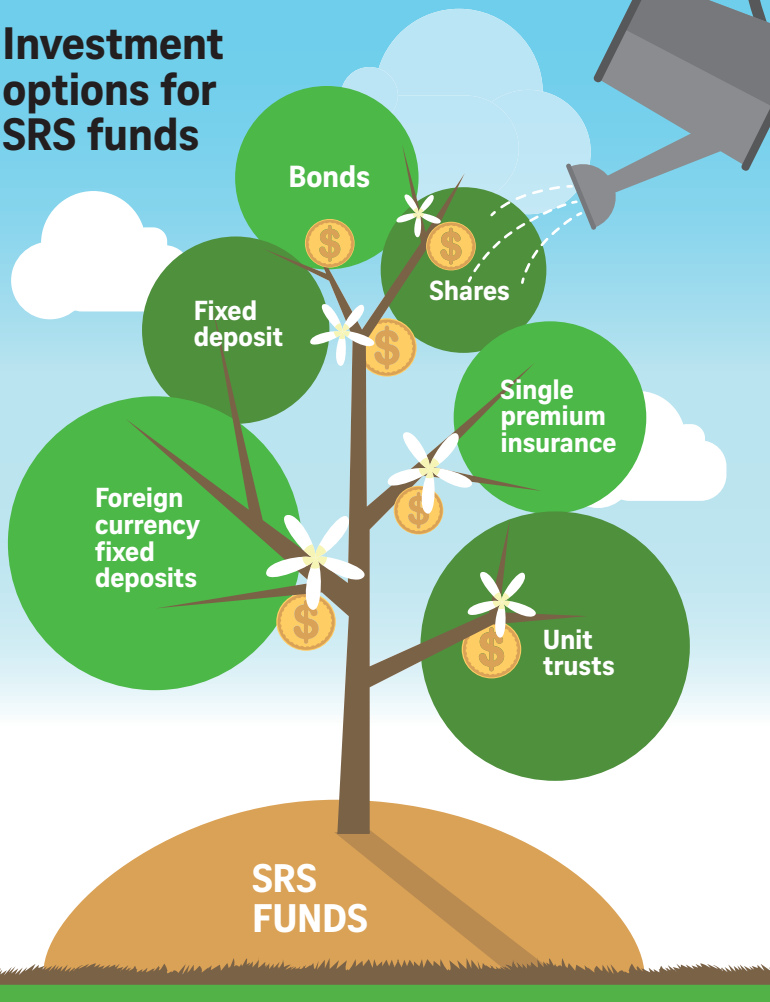 Investment
options for
SRS funds
Bonds
$
$
Shares
Fixed
deposit
$
Single
premium
insurance
Foreign
currency
fixed
deposits
$
$
Unit
trusts
$
SRS
FUNDS